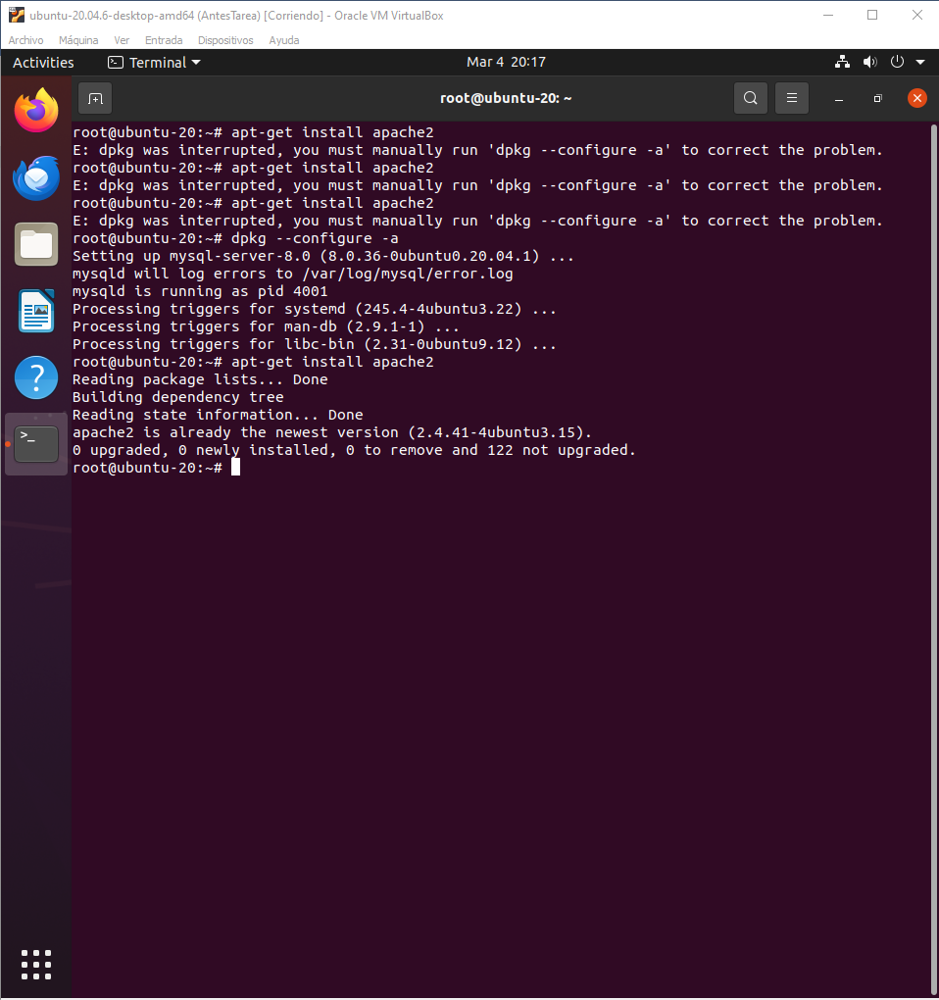 ubuntu-20.04.6-desktop-amd64 (AntesTarea) [Corriendo] - Oracle VM VirtualBox
Archivo Máquina Ver Entrada Dispositivos Ayuda
Activities Terminal Mar 4 20:17
root@ubuntu-20: ~
root@ubuntu-20:~# apt-get install apache2
E: dpkg was interrupted, you must manually run 'dpkg --configure -a' to correct the problem.
root@ubuntu-20:~# apt-get install apache2
E: dpkg was interrupted, you must manually run 'dpkg --configure -a' to correct the problem.
root@ubuntu-20:~# apt-get install apache2
E: dpkg was interrupted, you must manually run 'dpkg --configure -a' to correct the problem.
root@ubuntu-20:~# dpkg --configure -a
Setting up mysql-server-8.0 (8.0.36-0ubuntu0.20.04.1) ...
mysqld will log errors to /var/log/mysql/error.log
mysqld is running as pid 4001
Processing triggers for systemd (245.4-4ubuntu3.22) ...
Processing triggers for man-db (2.9.1-1) ...
Processing triggers for libc-bin (2.31-0ubuntu9.12) ...
root@ubuntu-20:~# apt-get install apache2
Reading package lists... Done
Building dependency tree
Reading state information... Done
apache2 is already the newest version (2.4.41-4ubuntu3.15).
0 upgraded, 0 newly installed, 0 to remove and 122 not upgraded.
root@ubuntu-20:~#